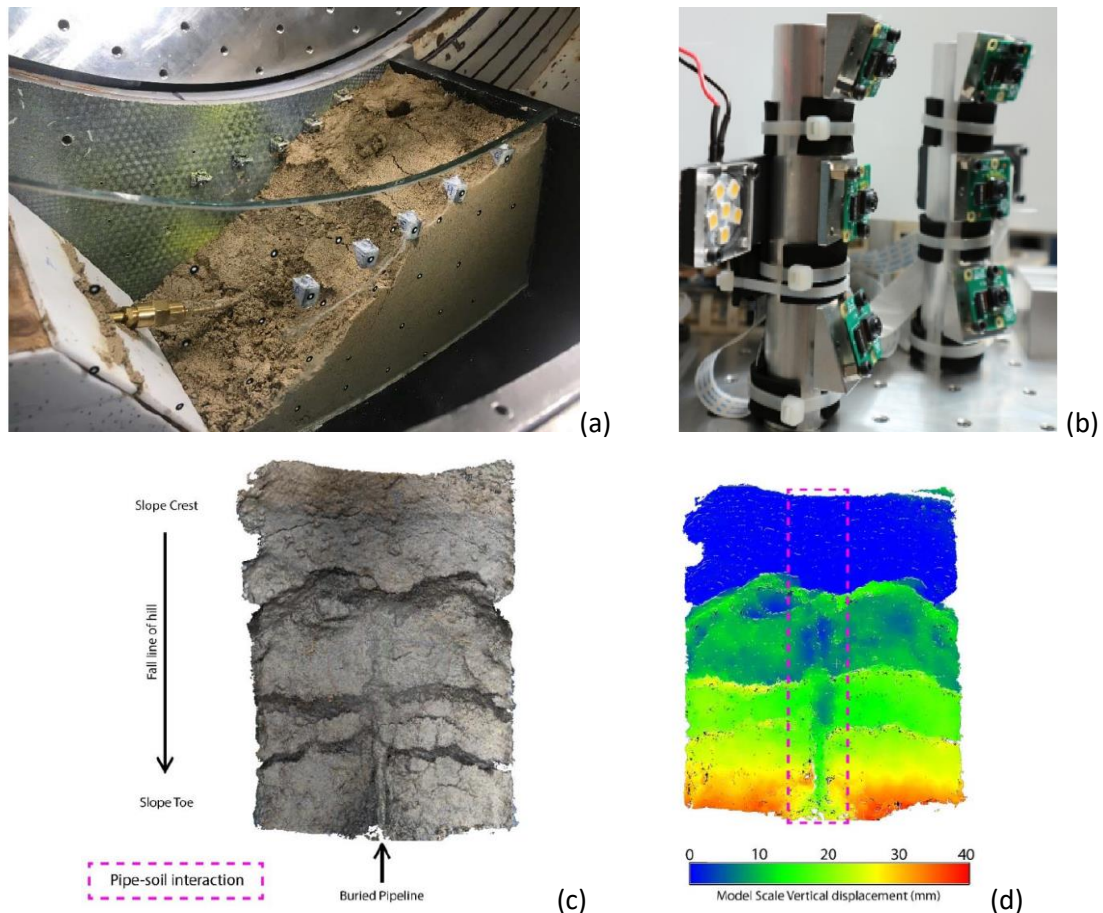 (a)
(b)
Slope Crest
Fall line of hill
Slope Toe
Pipe-soil interaction
Buried Pipeline
(c)
0 10 20 30 40
Model Scale Vertical displacement (mm)
(d)